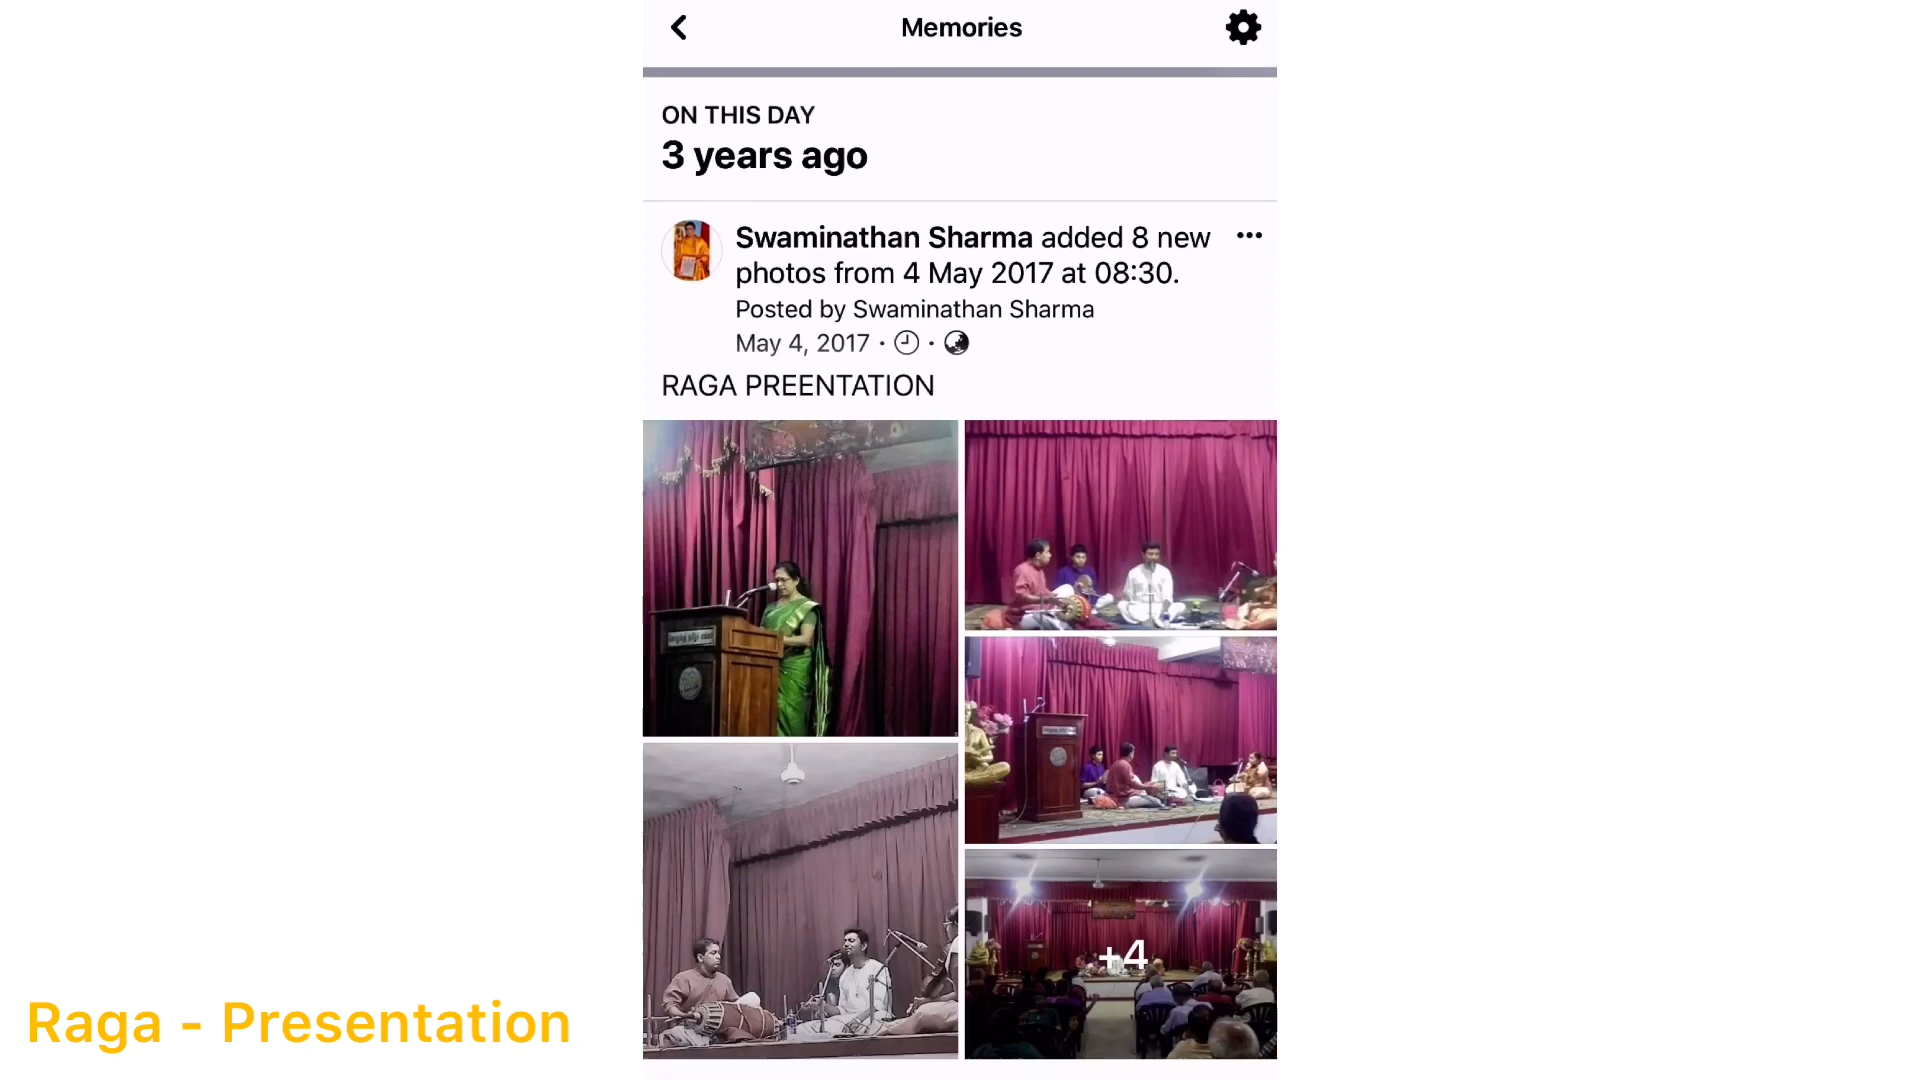 Memories
ON THIS DAY
3 years ago
Swaminathan Sharma added 8 new
photos from 4 May 2017 at 08:30.
Posted by Swaminathan Sharma
May 4, 2017 · ·
RAGA PREENTATION
+4
Raga - Presentation